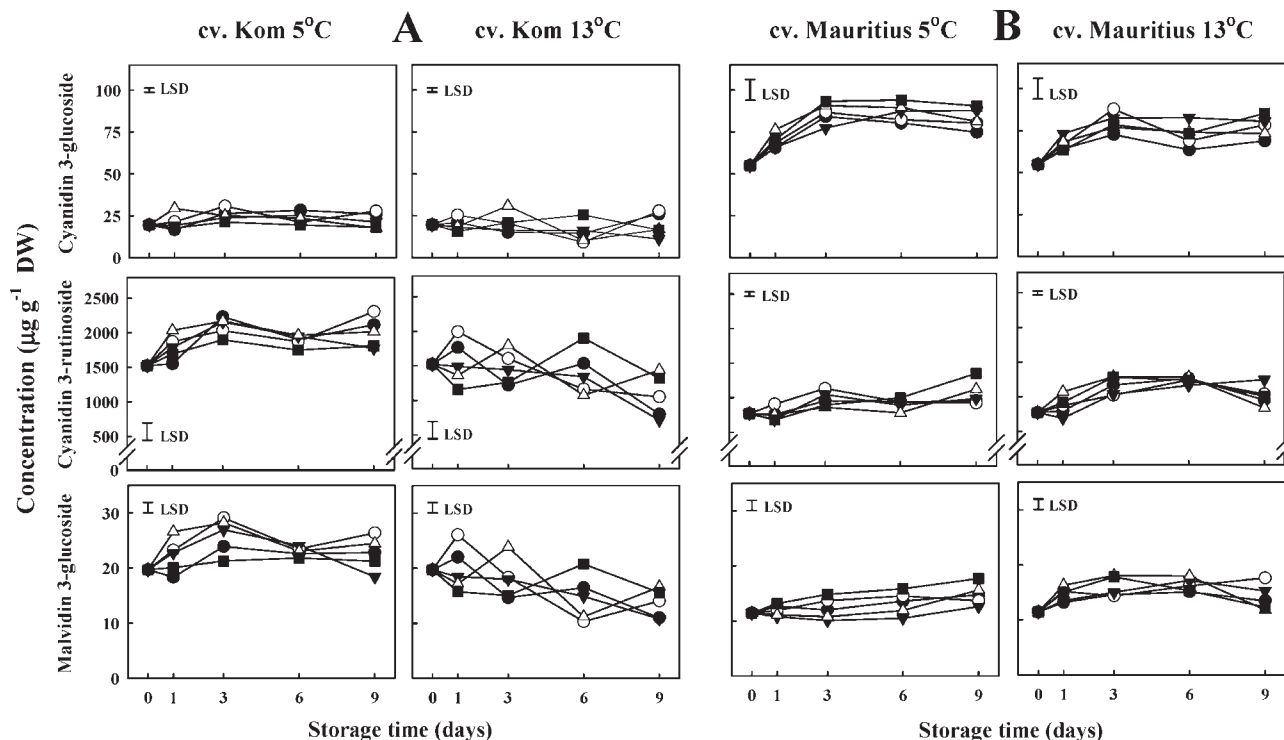 cv. Kom 5°C A cv. Kom 13°C cv. Mauritius 5°C B cv. Mauritius 13°C
Concentration (µg g⁻¹ DW)
Cyanidin 3-glucoside
100
75
50
25
0
LSD
LSD
LSD
LSD
Cyanidin 3-rutinoside
2500
2000
1500
1000
500
0
LSD
LSD
LSD
LSD
Malvidin 3-glucoside
30
20
10
0
LSD
LSD
LSD
LSD
0 1 3 6 9 0 1 3 6 9 0 1 3 6 9 0 1 3 6 9
Storage time (days) Storage time (days)